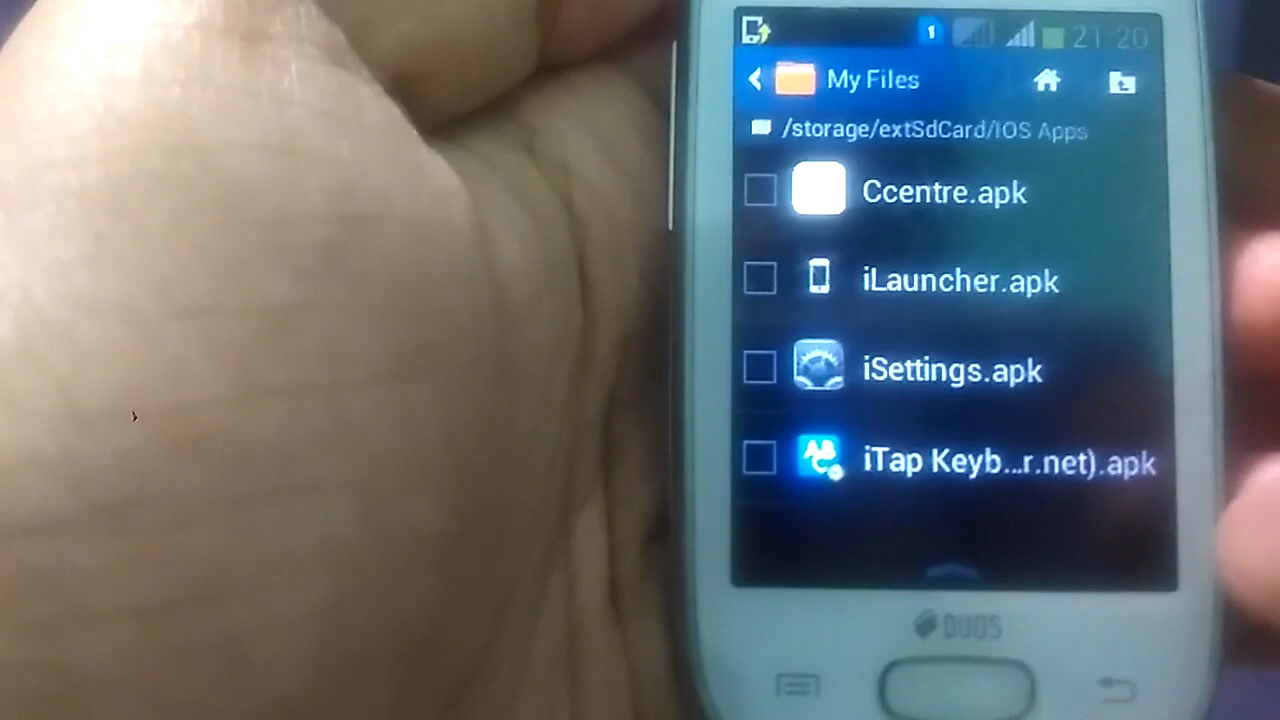 1 21 20
My Files
/storage/extSdCard/IOS Apps
Ccentre.apk
iLauncher.apk
iSettings.apk
iTap Keyb...r.net).apk
DUOS